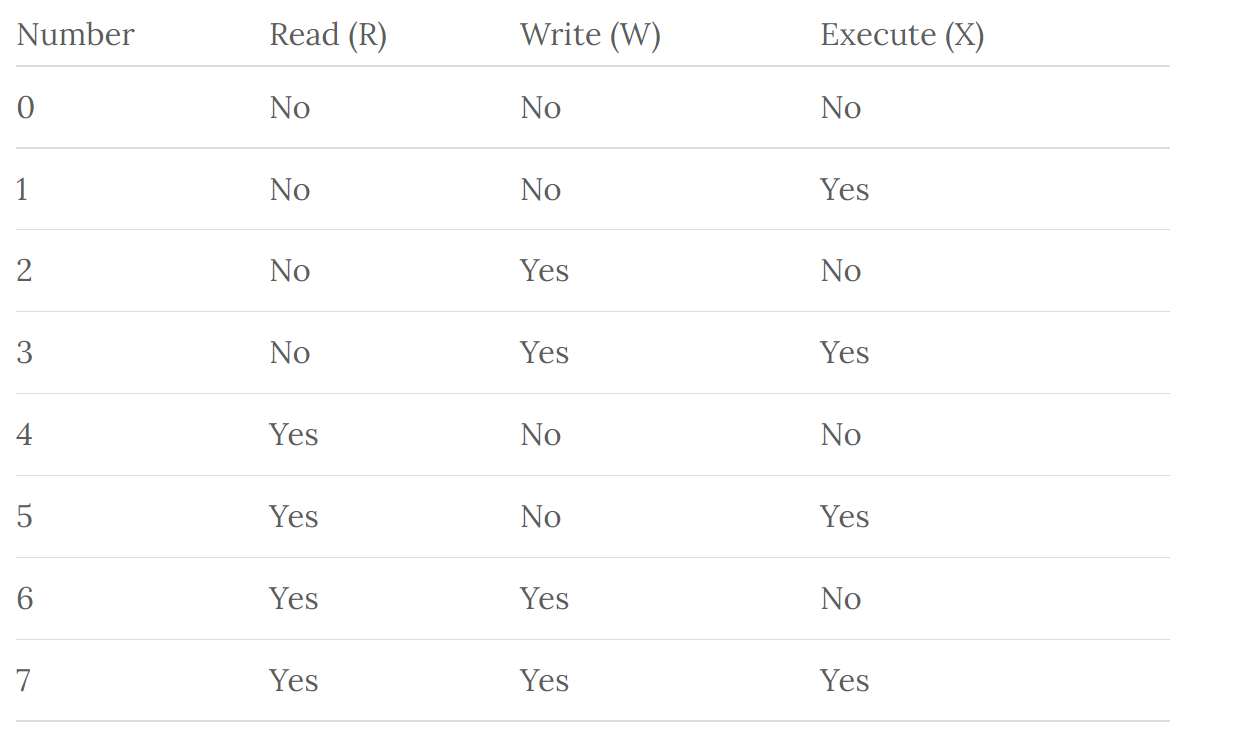 Number Read (R) Write (W) Execute (X)
0 No No No
1 No No Yes
2 No Yes No
3 No Yes Yes
4 Yes No No
5 Yes No Yes
6 Yes Yes No
7 Yes Yes Yes